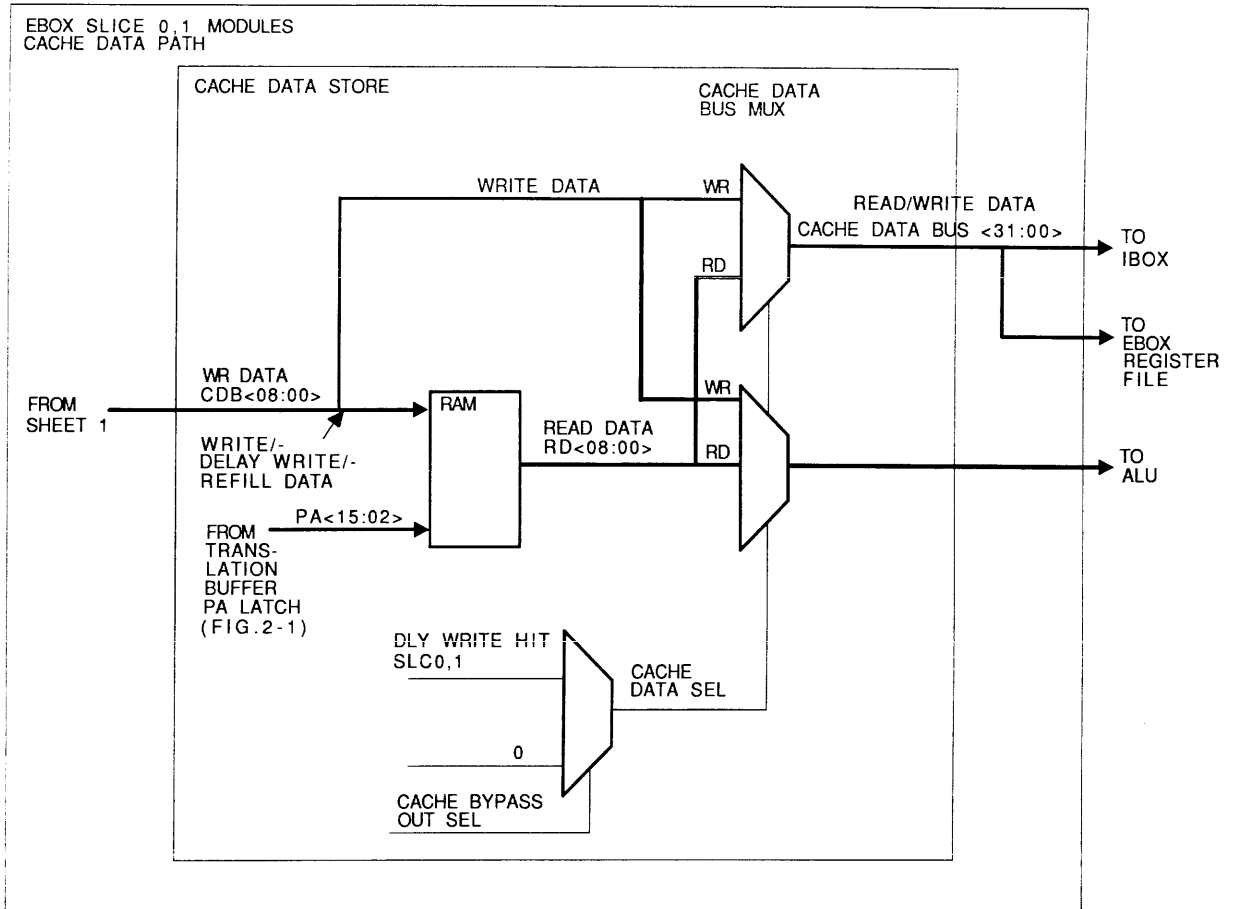 EBOX SLICE 0,1 MODULES
CACHE DATA PATH
CACHE DATA STORE
CACHE DATA
BUS MUX
WRITE DATA
WR
READ/WRITE DATA
CACHE DATA BUS <31:00>
TO
IBOX
RD
TO
EBOX
REGISTER
FILE
WR DATA
CDB<08:00>
FROM
SHEET 1
RAM
WR
READ DATA
RD<08:00>
RD
TO
ALU
WRITE/-
DELAY WRITE/-
REFILL DATA
PA<15:02>
FROM
TRANS-
LATION
BUFFER
PA LATCH
(FIG.2-1)
DLY WRITE HIT
SLC0,1
CACHE
DATA SEL
0
CACHE BYPASS
OUT SEL